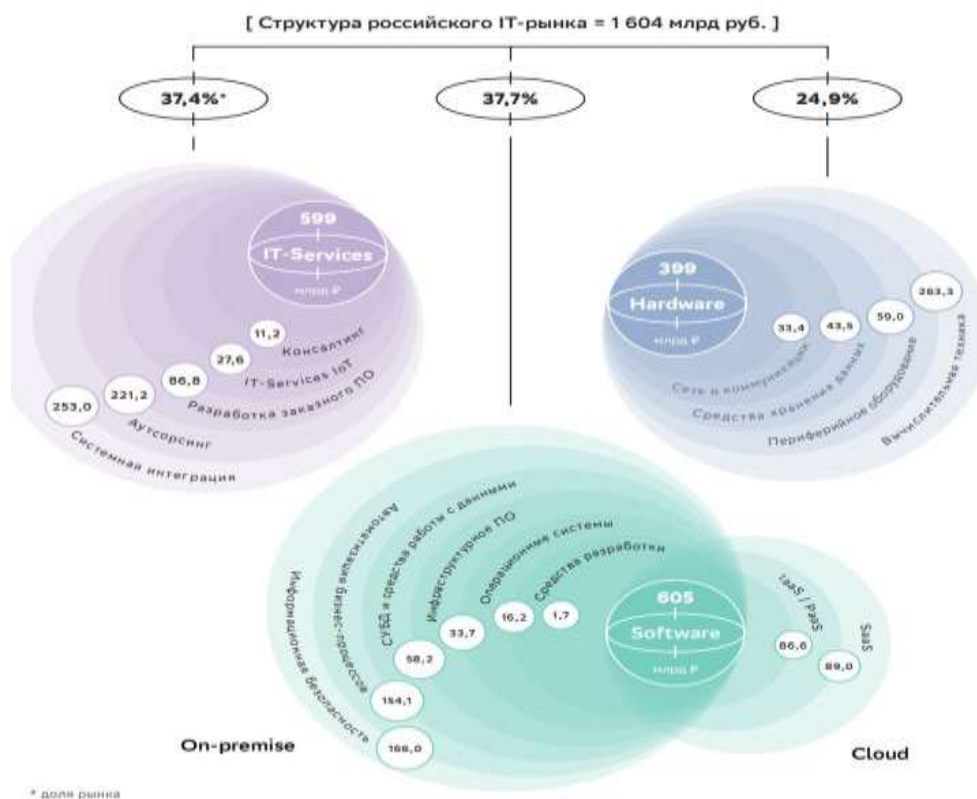 [ Структура российского IT-рынка = 1 604 млрд руб. ]
37,4%*
37,7%
24,9%
599
IT-Services
млрд ₽
11,2
Консалтинг
27,6
IT-Services IoT
86,8
Разработка заказного ПО
221,2
Аутсорсинг
253,0
Системная интеграция
399
Hardware
млрд ₽
33,4
Сеть и коммуникации
43,5
Средства хранения данных
59,0
Периферийное оборудование
263,3
Вычислительная техника
605
Software
млрд ₽
1,7
Средства разработки
16,2
Операционные системы
33,7
Инфраструктурное ПО
58,2
СУБД и средства работы с данными
154,1
Автоматизация бизнес-процессов
166,0
Информационная безопасность
On-premise
IaaS / PaaS
86,6
SaaS
89,0
Cloud
* доля рынка